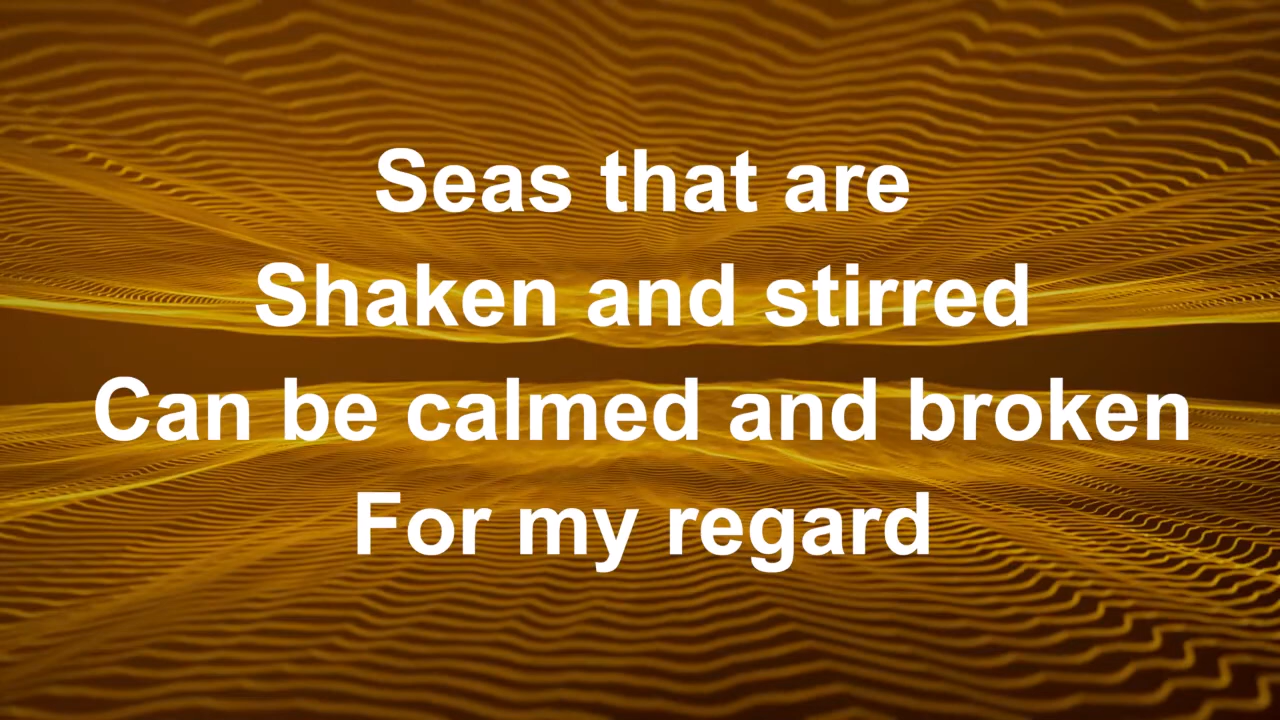 Seas that are
Shaken and stirred
Can be calmed and broken
For my regard